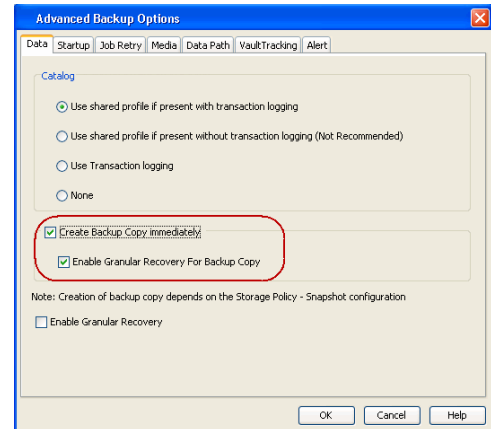 Advanced Backup Options
Data Startup Job Retry Media Data Path VaultTracking Alert
Catalog
Use shared profile if present with transaction logging
Use shared profile if present without transaction logging (Not Recommended)
Use Transaction logging
None
Create Backup Copy immediately
Enable Granular Recovery For Backup Copy
Note: Creation of backup copy depends on the Storage Policy - Snapshot configuration
Enable Granular Recovery
OK Cancel Help